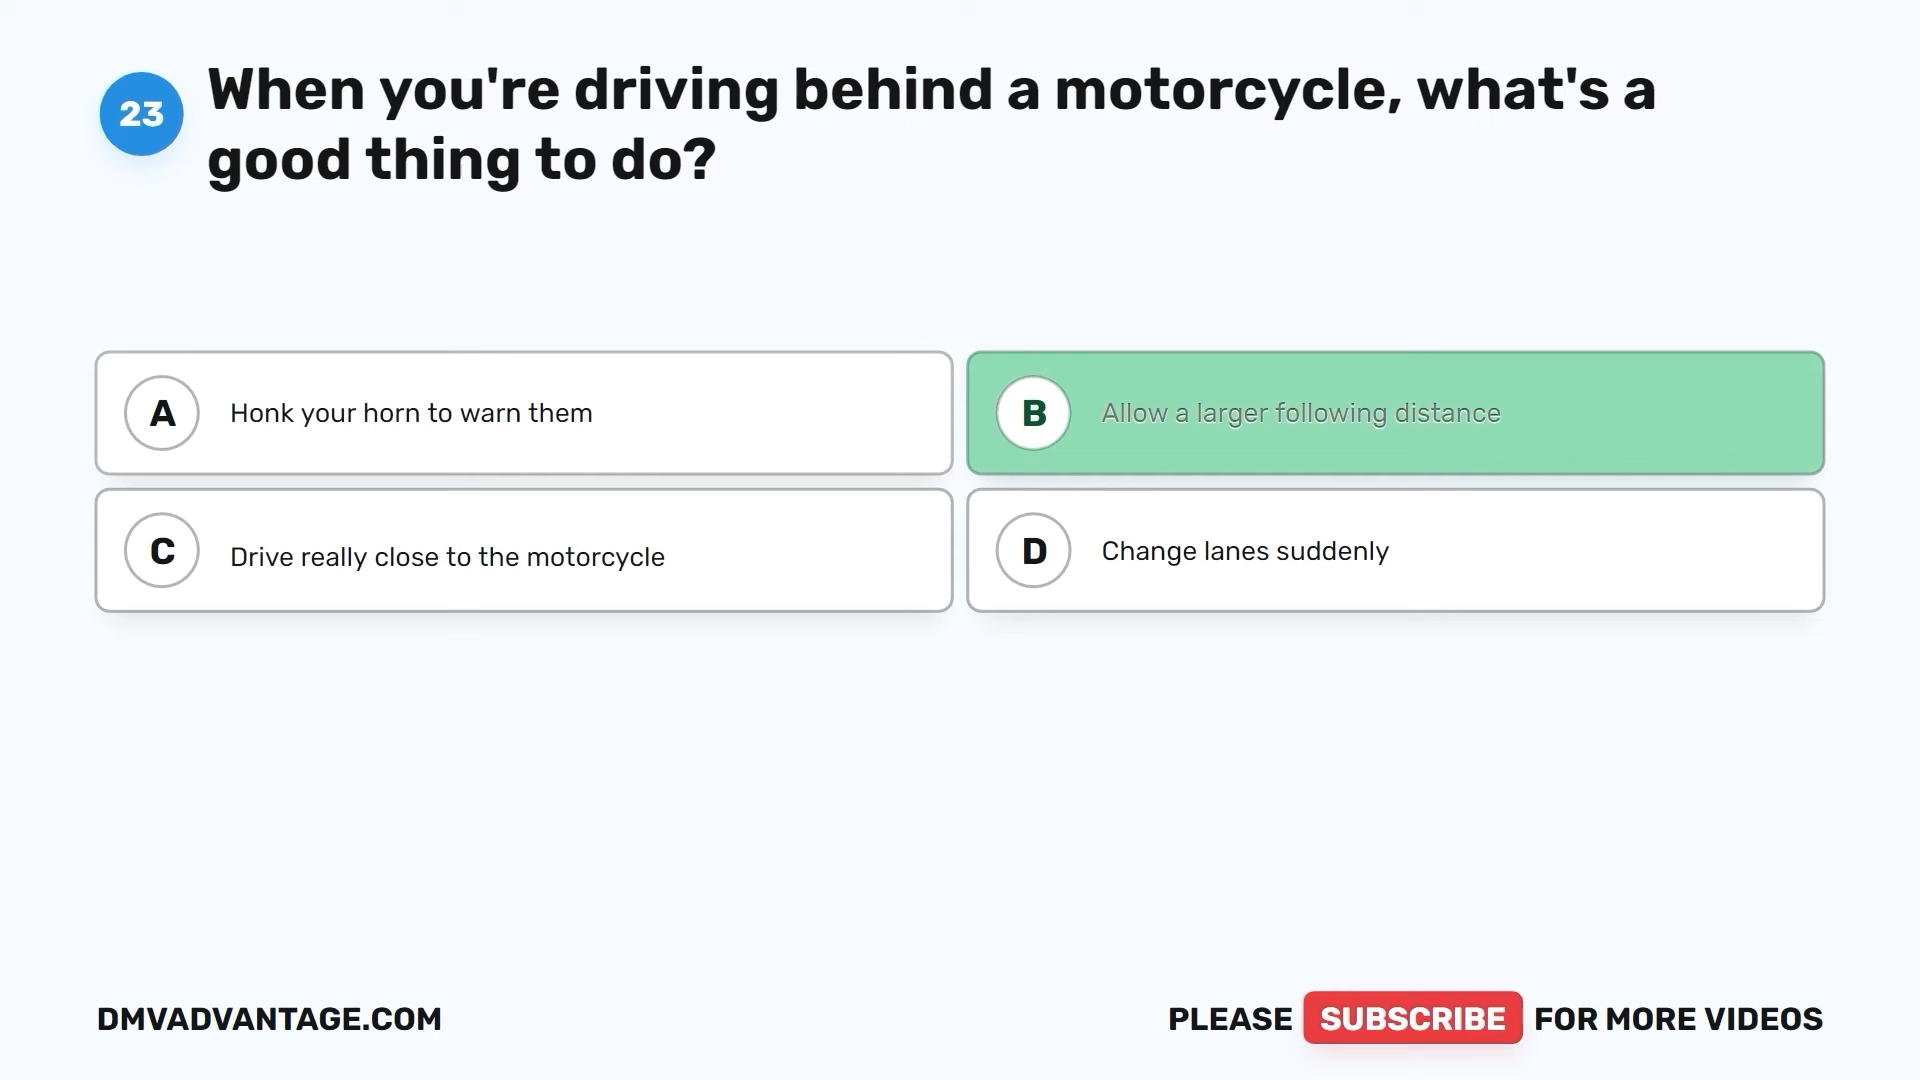 23
When you're driving behind a motorcycle, what's a
good thing to do?
A
Honk your horn to warn them
B
Allow a larger following distance
C
Drive really close to the motorcycle
D
Change lanes suddenly
DMVADVANTAGE.COM
PLEASE SUBSCRIBE FOR MORE VIDEOS